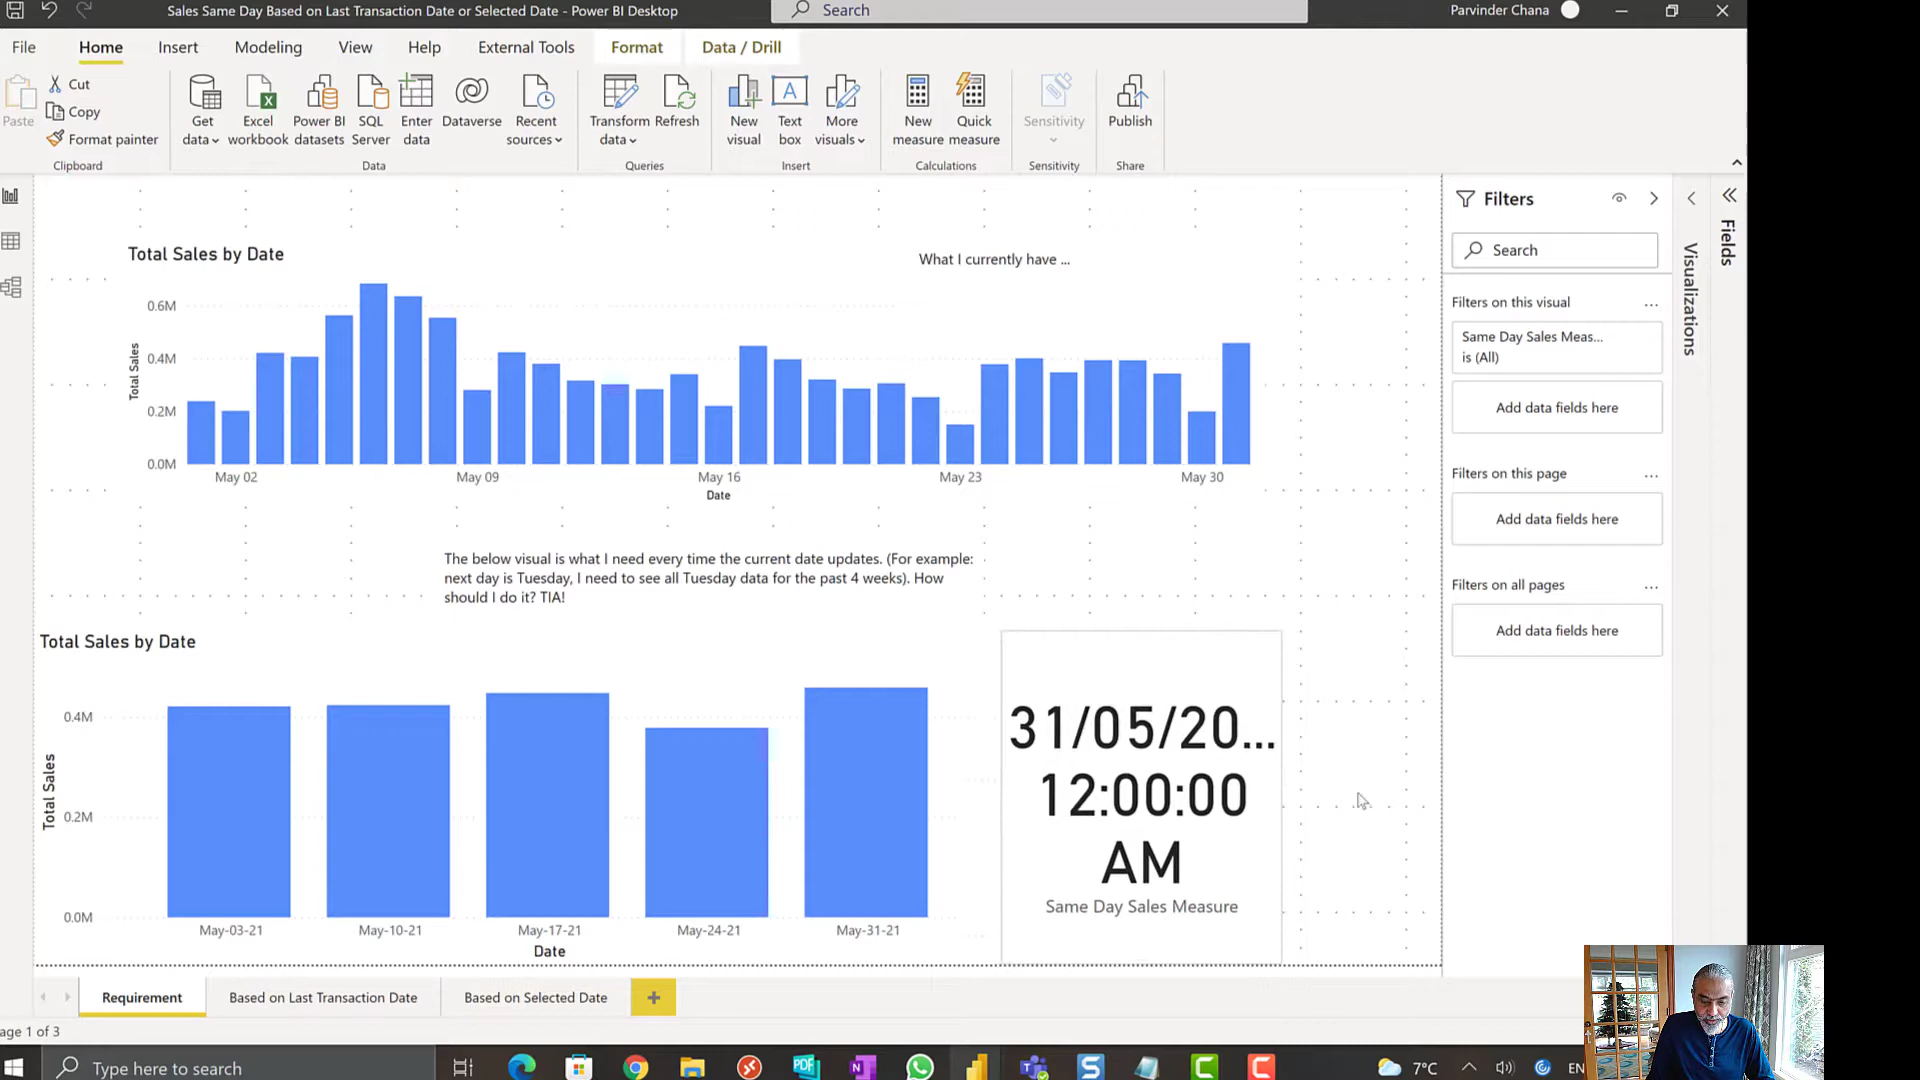 Sales Same Day Based on Last Transaction Date or Selected Date - Power BI Desktop
Search
Parvinder Chana
File
Home
Insert
Modeling
View
Help
External Tools
Format
Data / Drill
Paste
Cut
Copy
Format painter
Clipboard
Get data
Excel workbook
Power BI datasets
SQL Server
Enter data
Dataverse
Recent sources
Data
Transform data
Refresh
Queries
New visual
Text box
More visuals
Insert
New measure
Quick measure
Calculations
Sensitivity
Sensitivity
Publish
Share
Total Sales by Date
What I currently have ...
Total Sales
0.6M
0.4M
0.2M
0.0M
May 02
May 09
May 16
May 23
May 30
Date
The below visual is what I need every time the current date updates. (For example:
next day is Tuesday, I need to see all Tuesday data for the past 4 weeks). How
should I do it? TIA!
Total Sales by Date
Total Sales
0.4M
0.2M
0.0M
May-03-21
May-10-21
May-17-21
May-24-21
May-31-21
Date
31/05/20...
12:00:00
AM
Same Day Sales Measure
Filters
Search
Filters on this visual
...
Same Day Sales Meas...
is (All)
Add data fields here
Filters on this page
...
Add data fields here
Filters on all pages
...
Add data fields here
Visualizations
Fields
Requirement
Based on Last Transaction Date
Based on Selected Date
+
age 1 of 3
Type here to search
7°C
EN